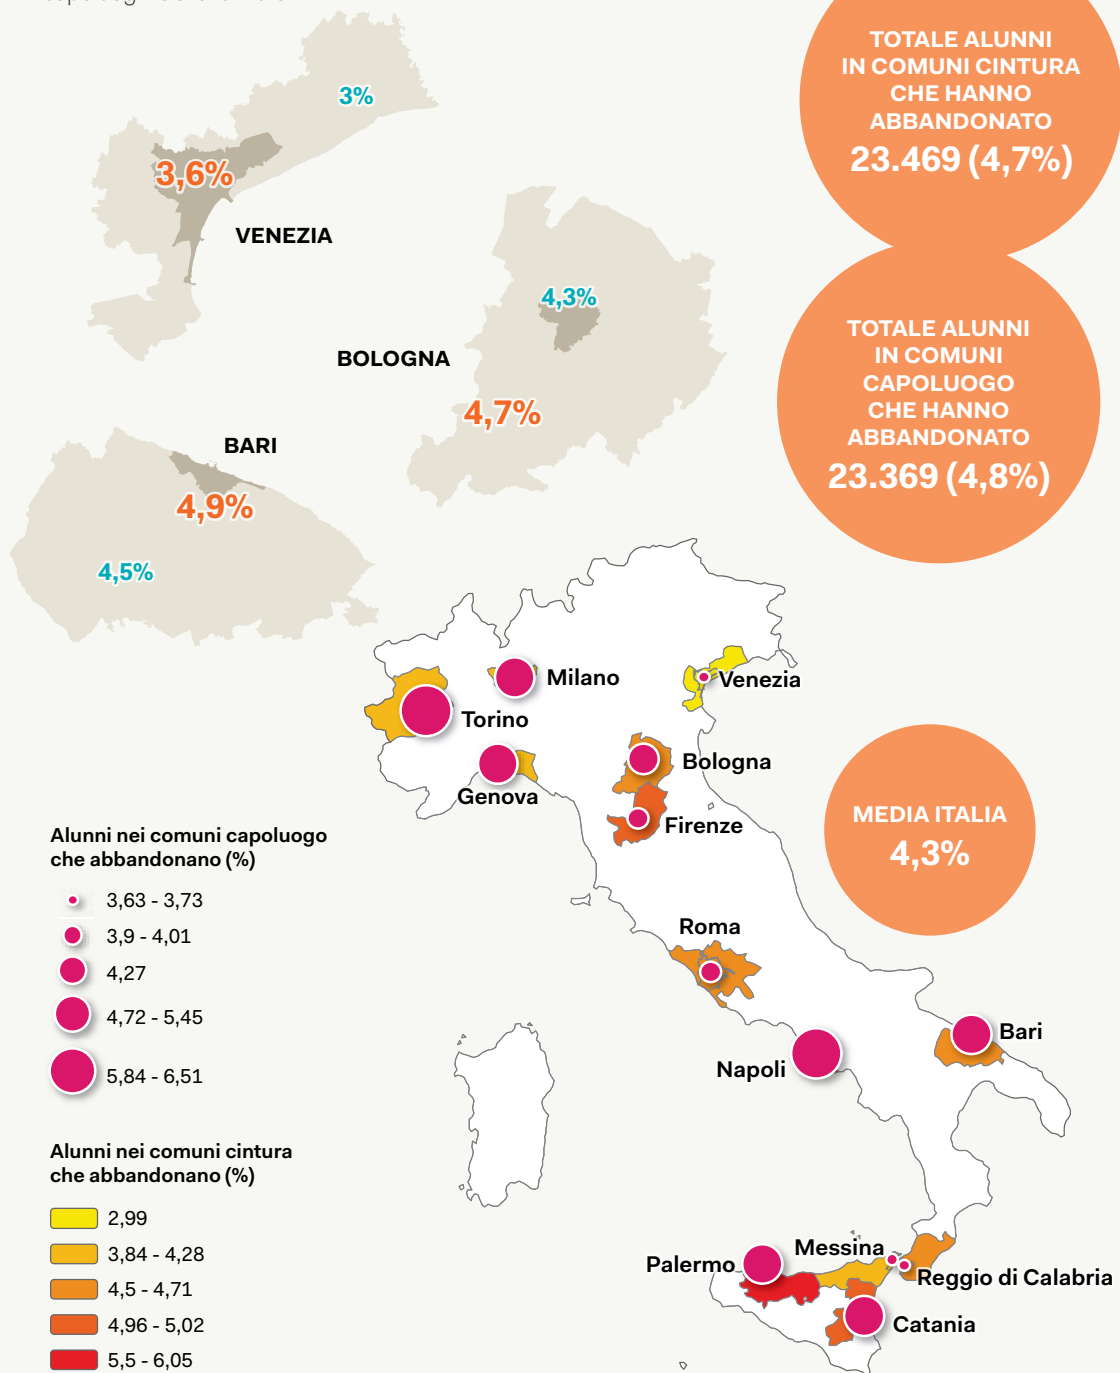 3%
3,6%
VENEZIA
TOTALE ALUNNI
IN COMUNI CINTURA
CHE HANNO
ABBANDONATO
23.469 (4,7%)
4,3%
BOLOGNA
4,7%
TOTALE ALUNNI
IN COMUNI
CAPOLUOGO
CHE HANNO
ABBANDONATO
23.369 (4,8%)
BARI
4,9%
4,5%
Milano
Venezia
Torino
Bologna
Genova
Firenze
MEDIA ITALIA
4,3%
Roma
Bari
Napoli
Messina
Palermo
Reggio di Calabria
Catania
Alunni nei comuni capoluogo
che abbandonano (%)
3,63 - 3,73
3,9 - 4,01
4,27
4,72 - 5,45
5,84 - 6,51
Alunni nei comuni cintura
che abbandonano (%)
2,99
3,84 - 4,28
4,5 - 4,71
4,96 - 5,02
5,5 - 6,05